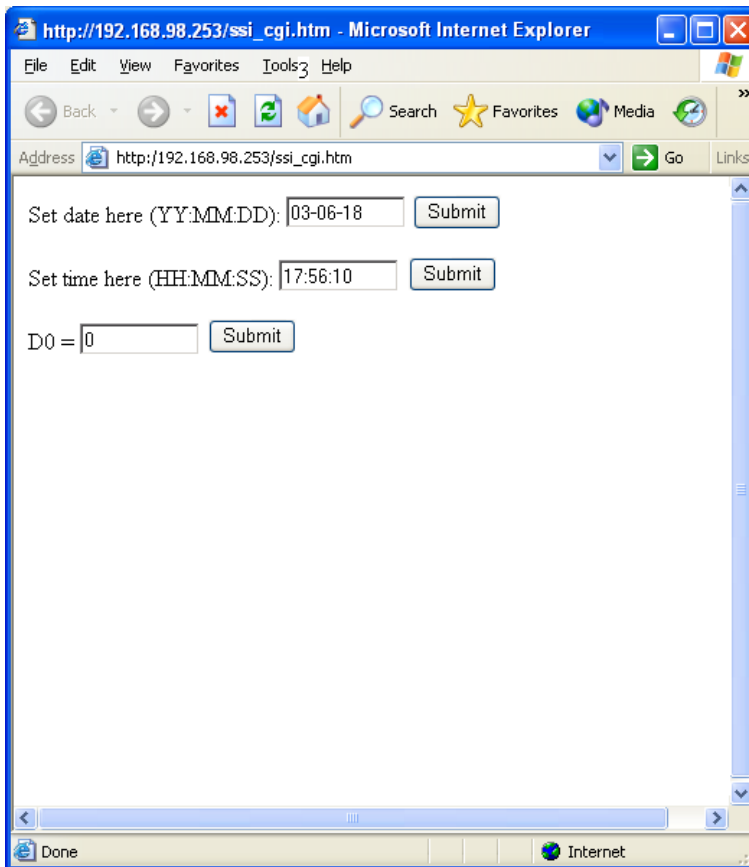 http://192.168.98.253/ssi_cgi.htm - Microsoft Internet Explorer
File Edit View Favorites Tools3 Help
Back Search Favorites Media »
Address http:/192.168.98.253/ssi_cgi.htm Go Links
Set date here (YY:MM:DD): 03-06-18 Submit
Set time here (HH:MM:SS): 17:56:10 Submit
D0 = 0 Submit
Done Internet